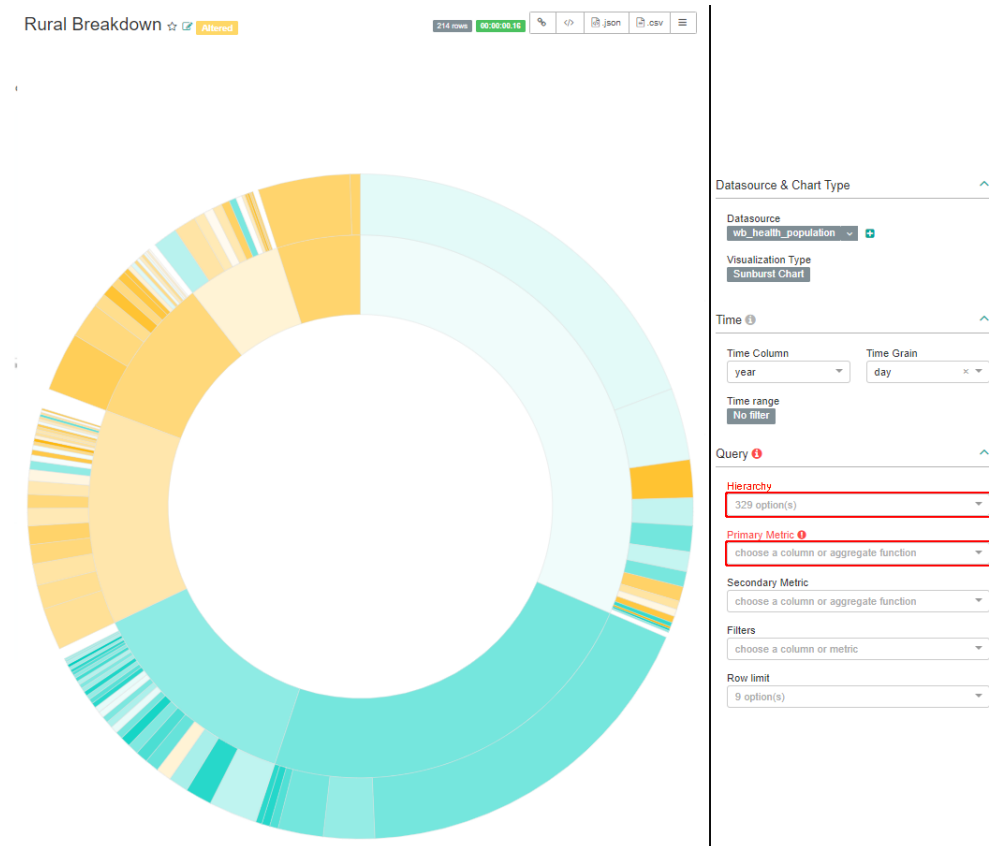 Rural Breakdown Altered 214 rows 00:00:00.16 </> .json .csv
Datasource & Chart Type
Datasource
wb_health_population
Visualization Type
Sunburst Chart
Time
Time Column Time Grain
year day ×
Time range
No filter
Query
Hierarchy
329 option(s)
Primary Metric
choose a column or aggregate function
Secondary Metric
choose a column or aggregate function
Filters
choose a column or metric
Row limit
9 option(s)